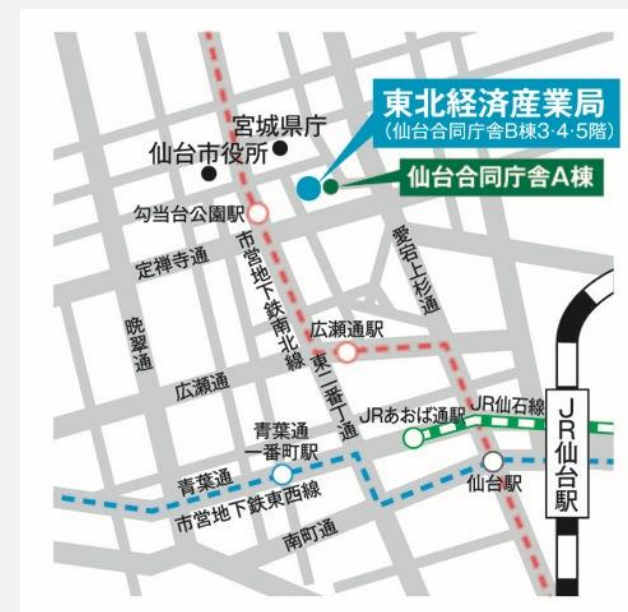 東北経済産業局
(仙台合同庁舎B棟3・4・5階)
宮城県庁
仙台市役所
仙台合同庁舎A棟
勾当台公園駅
定禅寺通
市営地下鉄南北線
愛宕上杉通
晩翠通
広瀬通駅
広瀬通
東二番丁通
JRあおば通駅
JR仙石線
青葉通
一番町駅
JR仙台駅
仙台駅
青葉通
市営地下鉄東西線
南町通